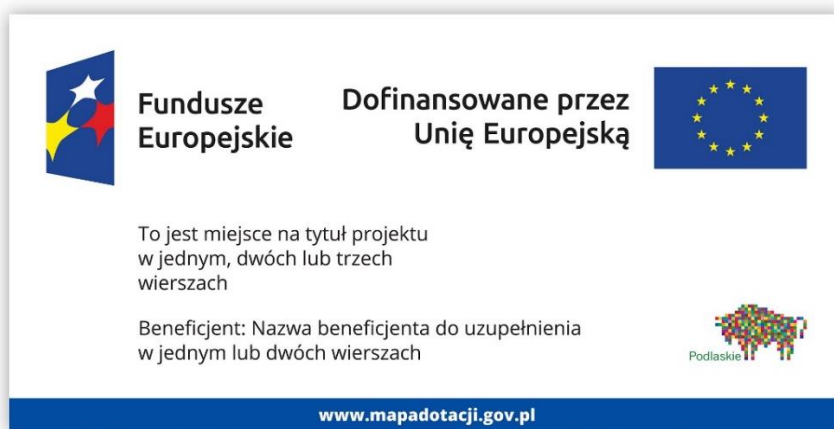 Fundusze
Europejskie
Dofinansowane przez
Unię Europejską
To jest miejsce na tytuł projektu
w jednym, dwóch lub trzech
wierszach
Beneficjent: Nazwa beneficjenta do uzupełnienia
w jednym lub dwóch wierszach
Podlaskie
www.mapadotacji.gov.pl